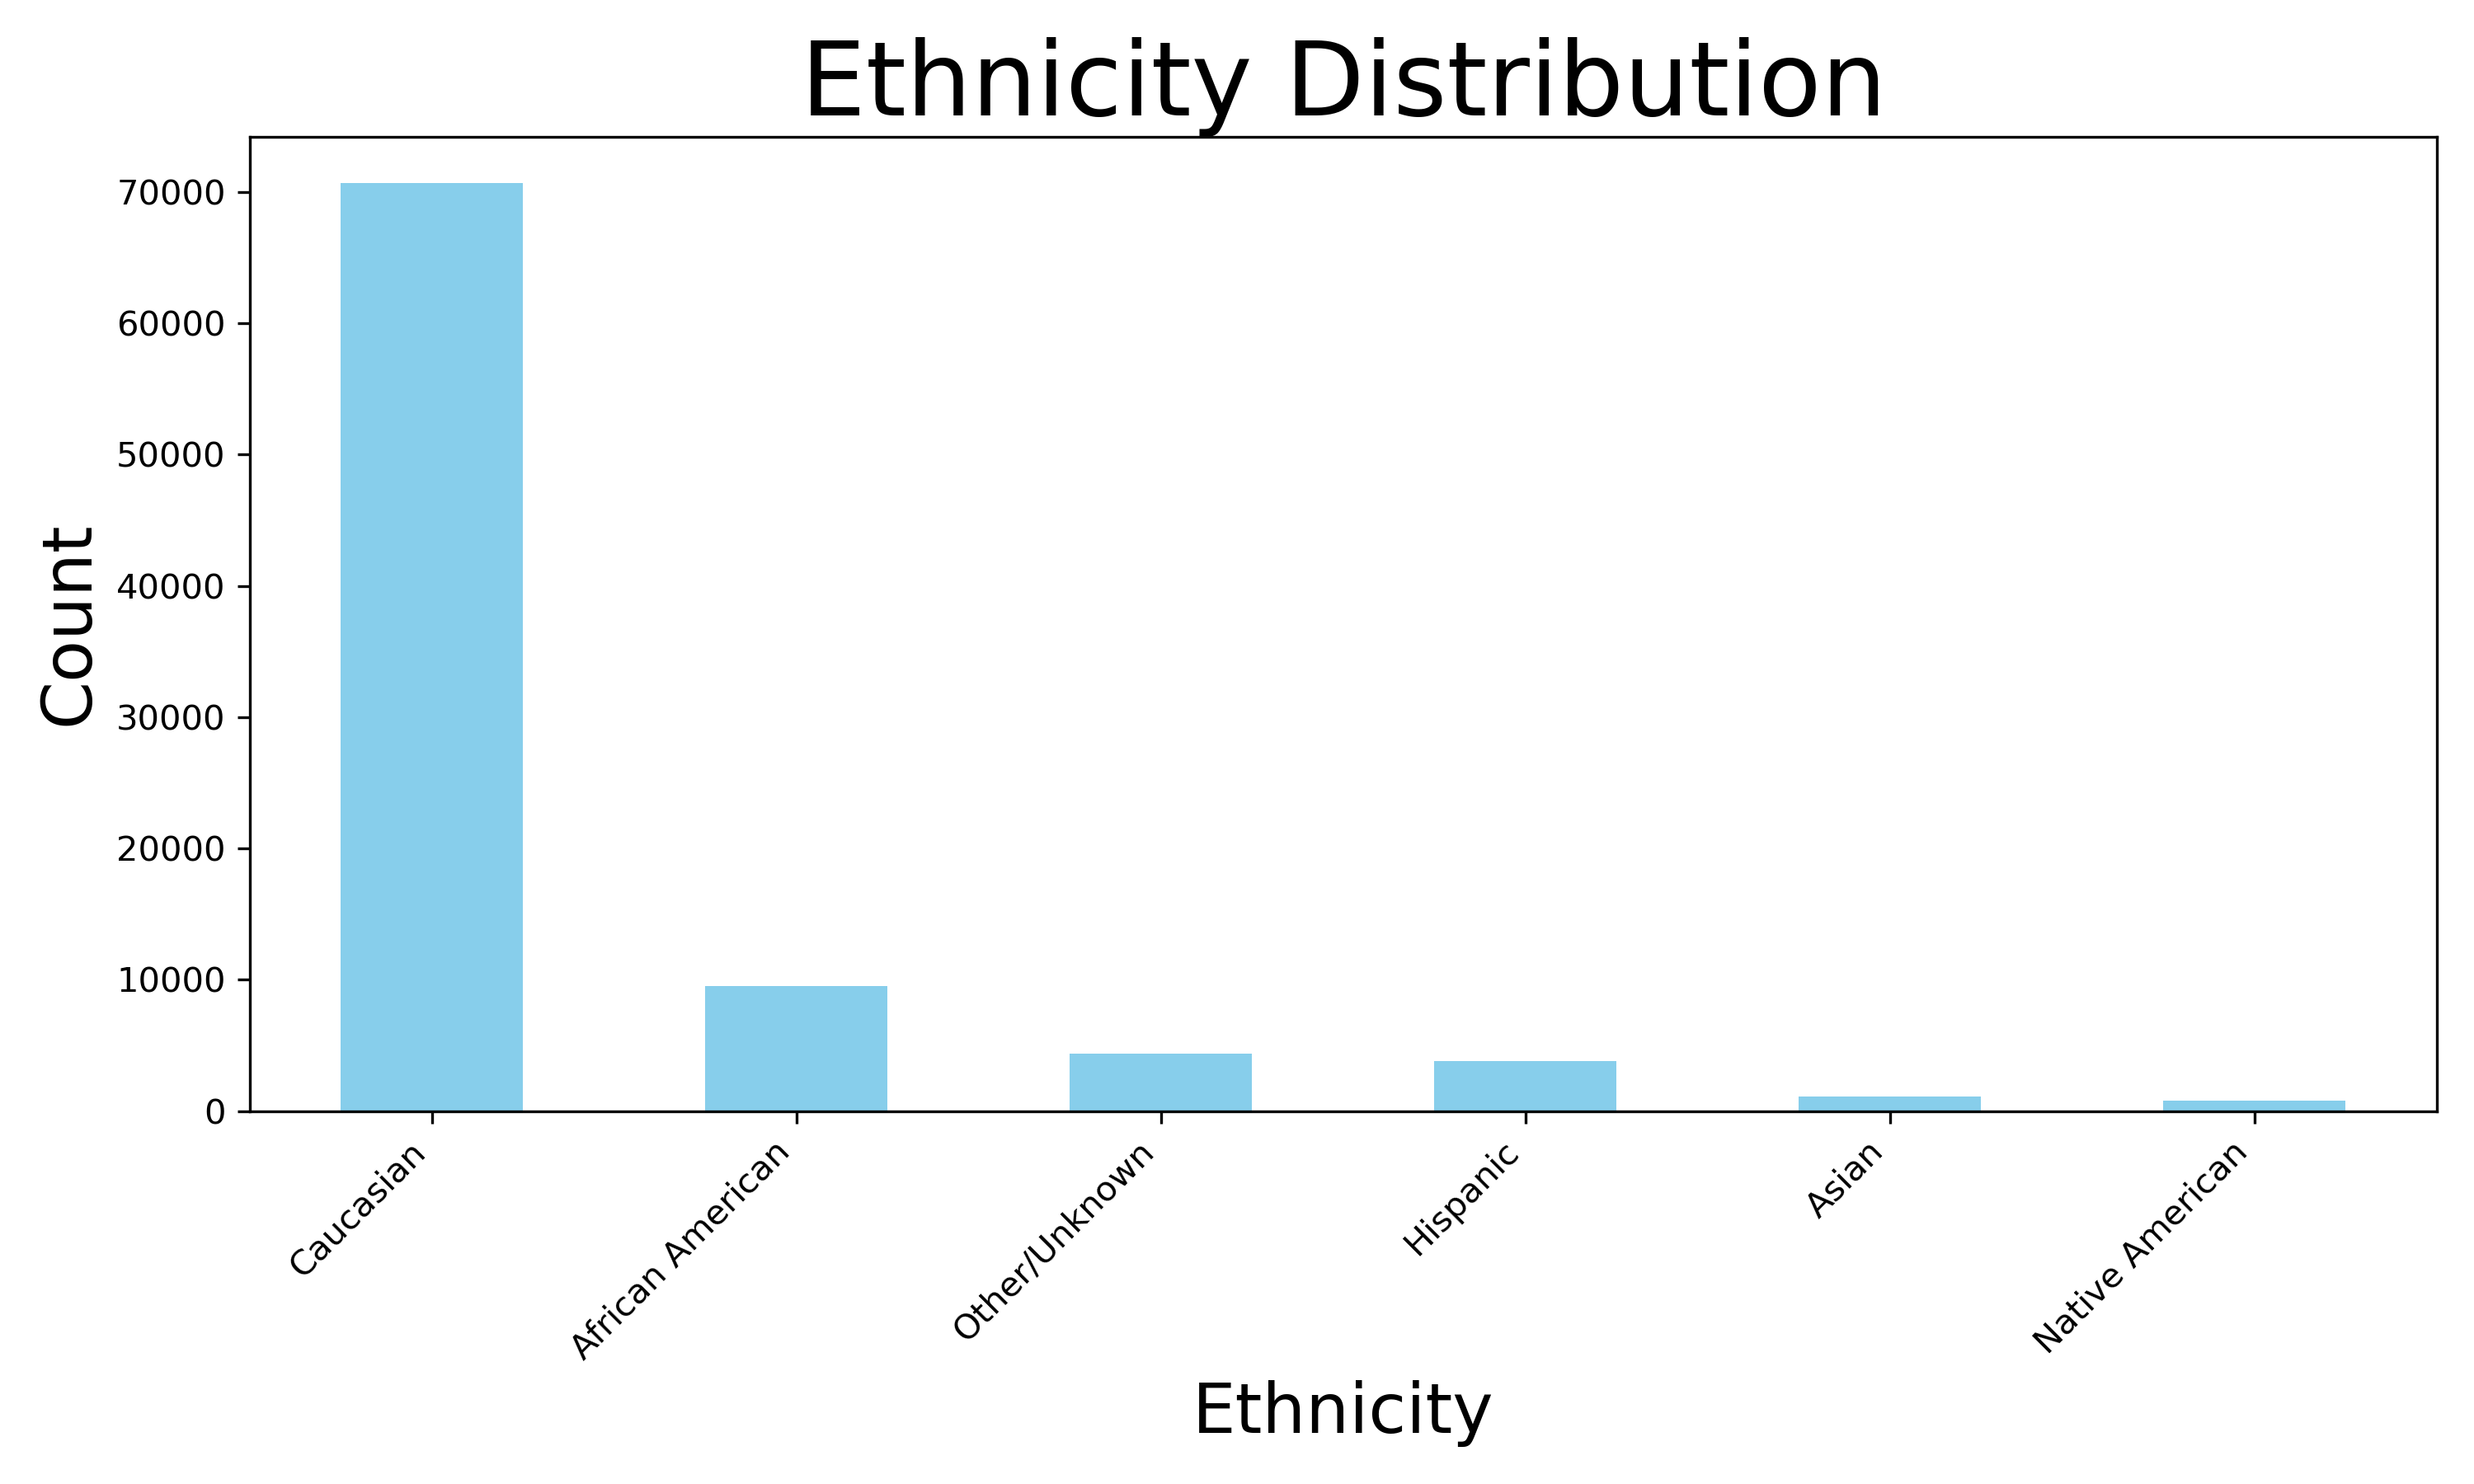 Ethnicity Distribution
Count
70000
60000
50000
40000
30000
20000
10000
0
Caucasian
African American
Other/Unknown
Hispanic
Asian
Native American
Ethnicity